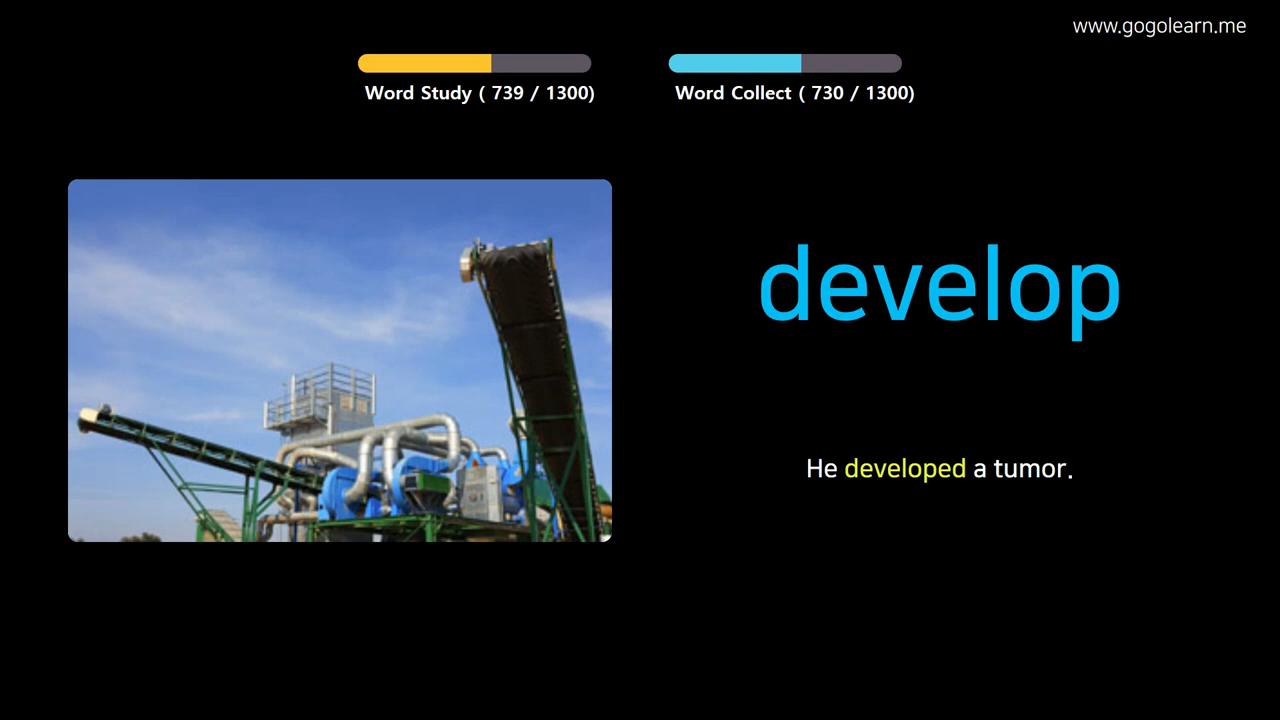 www.gogolearn.me
Word Study ( 739 / 1300)
Word Collect ( 730 / 1300)
develop
He developed a tumor.